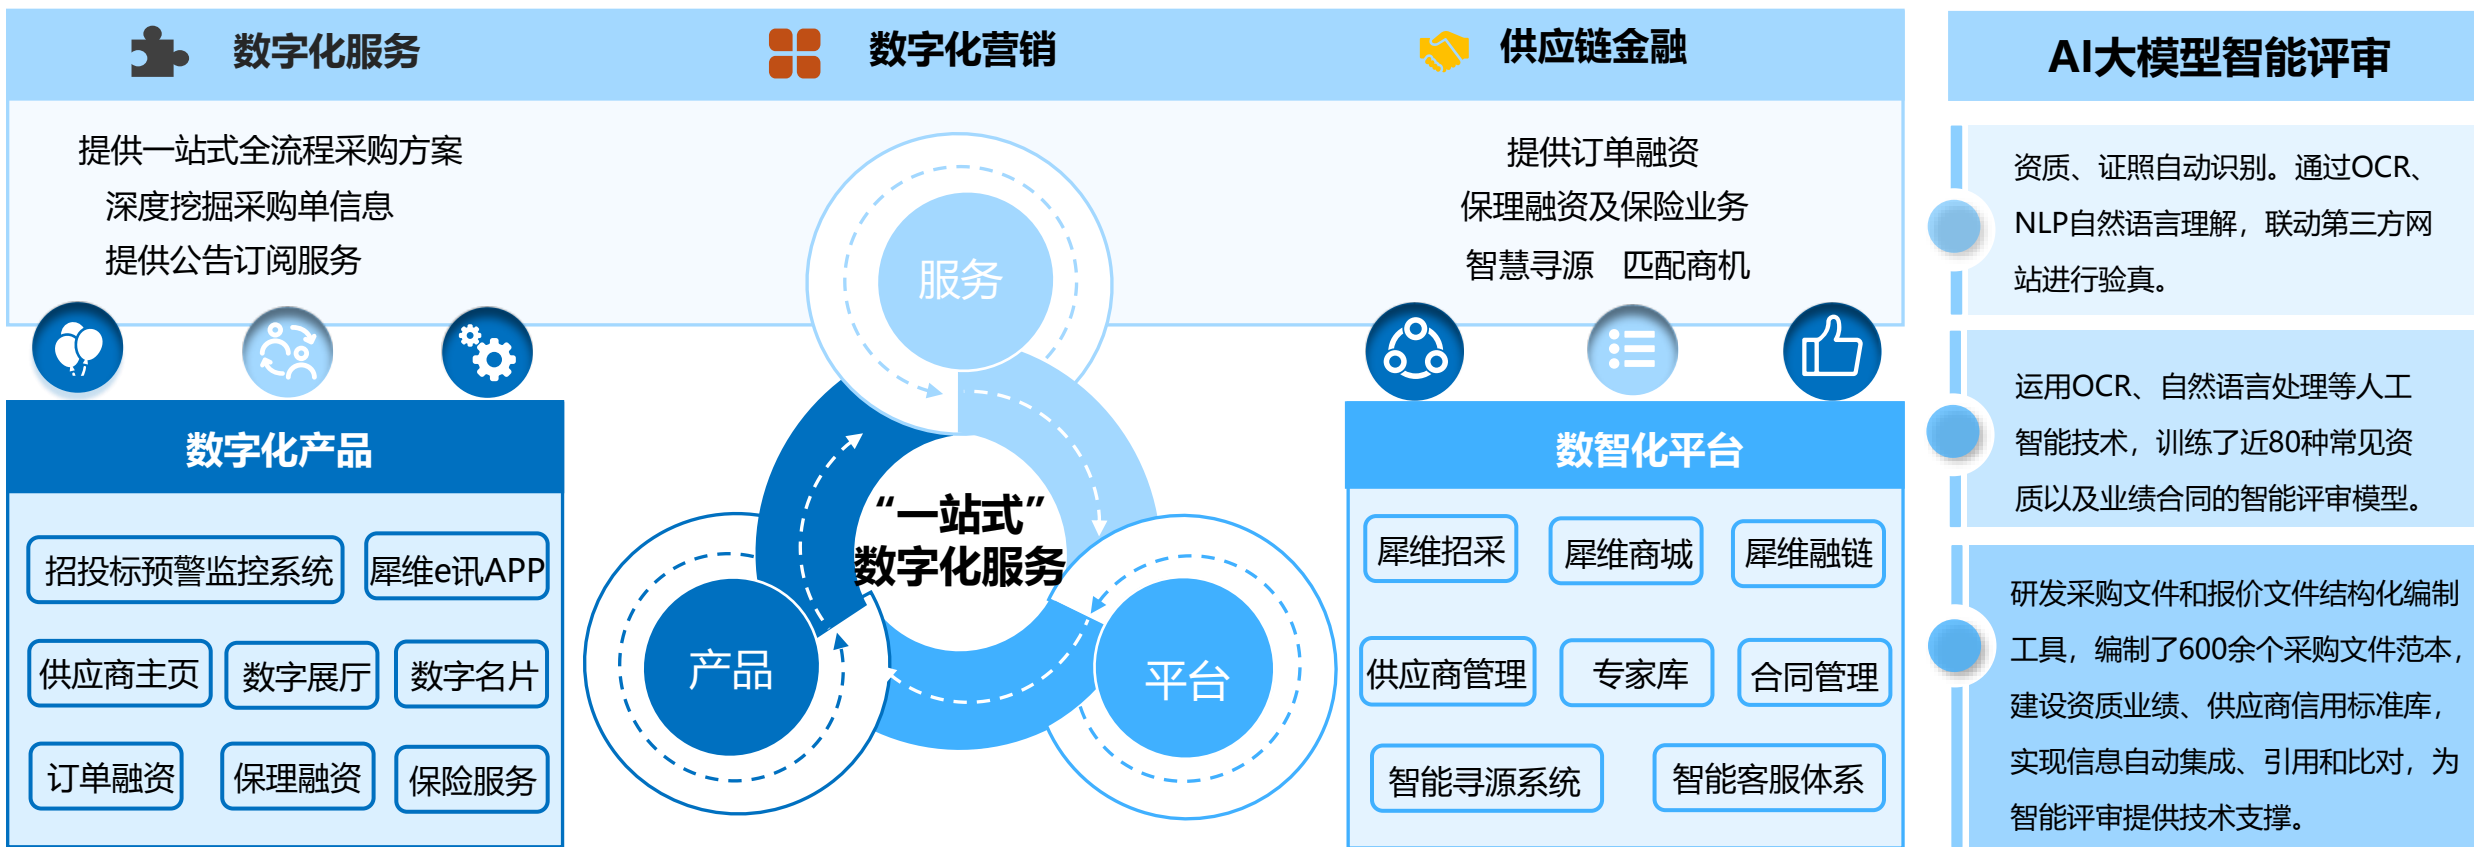 数字化服务
数字化营销
供应链金融
提供一站式全流程采购方案
深度挖掘采购单信息
提供公告订阅服务
提供订单融资
保理融资及保险业务
智慧寻源 匹配商机
服务
产品
平台
“一站式”
数字化服务
数字化产品
招投标预警监控系统
犀维e讯APP
供应商主页
数字展厅
数字名片
订单融资
保理融资
保险服务
数智化平台
犀维招采
犀维商城
犀维融链
供应商管理
专家库
合同管理
智能寻源系统
智能客服体系
AI大模型智能评审
资质、证照自动识别。通过OCR、
NLP自然语言理解，联动第三方网
站进行验真。
运用OCR、自然语言处理等人工
智能技术，训练了近80种常见资
质以及业绩合同的智能评审模型。
研发采购文件和报价文件结构化编制
工具，编制了600余个采购文件范本，
建设资质业绩、供应商信用标准库，
实现信息自动集成、引用和比对，为
智能评审提供技术支撑。